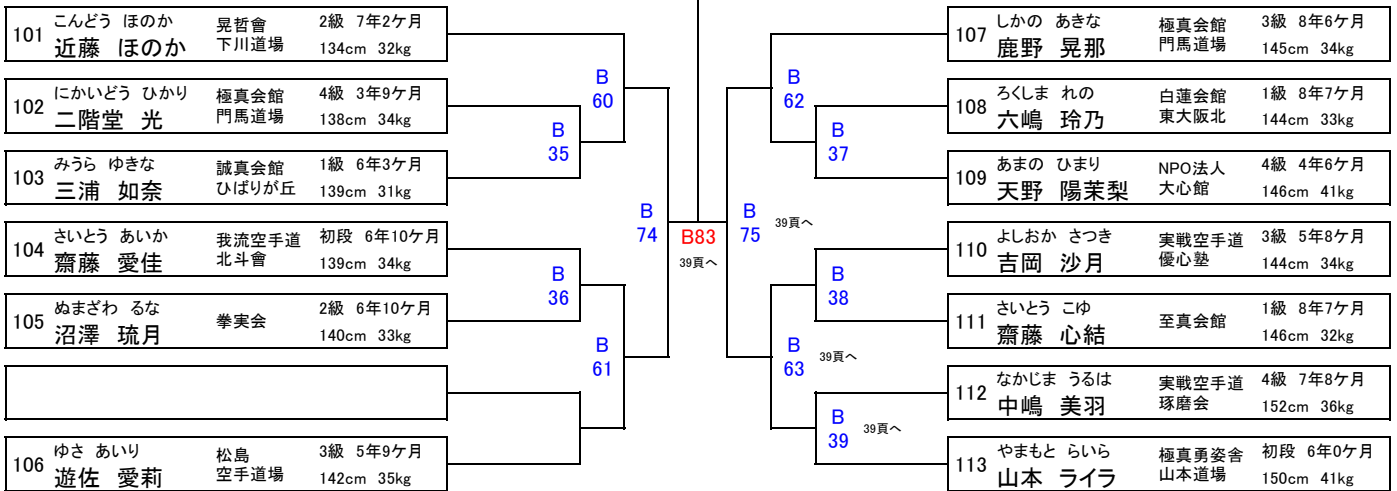 101 こんどう ほのか 晃哲會 2級 7年2ケ月
近藤 ほのか 下川道場 134cm 32kg
102 にかいどう ひかり 極真会館 4級 3年9ケ月
二階堂 光 門馬道場 138cm 34kg
103 みうら ゆきな 誠真会館 1級 6年3ケ月
三浦 如奈 ひばりが丘 139cm 31kg
104 さいとう あいか 我流空手道 初段 6年10ケ月
齋藤 愛佳 北斗會 139cm 34kg
105 ぬまざわ るな 拳実会 2級 6年10ケ月
沼澤 琉月 140cm 33kg
106 ゆさ あいり 松島 3級 5年9ケ月
遊佐 愛莉 空手道場 142cm 35kg
B
60
B
35
B
74
B
36
B
61
B83
39頁へ
B
62
B
37
B
75 39頁へ
B
38
B
63 39頁へ
B
39 39頁へ
107 しかの あきな 極真会館 3級 8年6ケ月
鹿野 晃那 門馬道場 145cm 34kg
108 ろくしま れの 白蓮会館 1級 8年7ケ月
六嶋 玲乃 東大阪北 144cm 33kg
109 あまの ひまり NPO法人 4級 4年6ケ月
天野 陽茉梨 大心館 146cm 41kg
110 よしおか さつき 実戦空手道 3級 5年8ケ月
吉岡 沙月 優心塾 144cm 34kg
111 さいとう こゆ 至真会館 1級 8年7ケ月
齋藤 心結 146cm 32kg
112 なかじま うるは 実戦空手道 4級 7年8ケ月
中嶋 美羽 琢磨会 152cm 36kg
113 やまもと らいら 極真勇姿舎 初段 6年0ケ月
山本 ライラ 山本道場 150cm 41kg